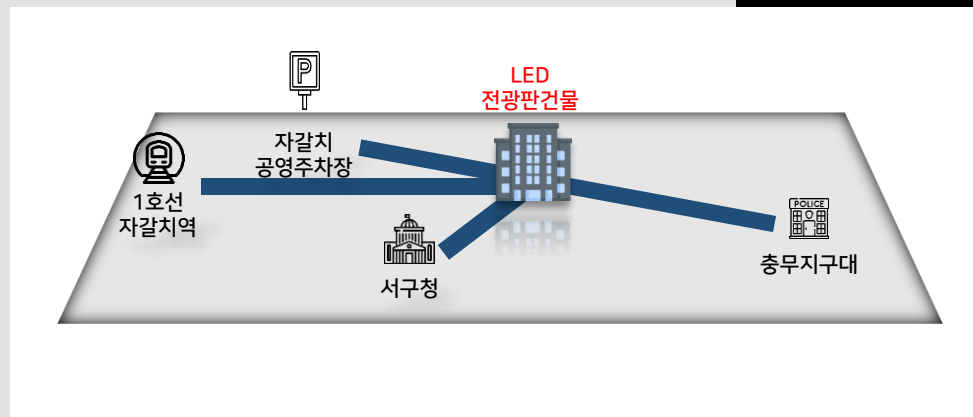 P
LED
전광판건물
자갈치
공영주차장
1호선
자갈치역
POLICE
서구청
충무지구대